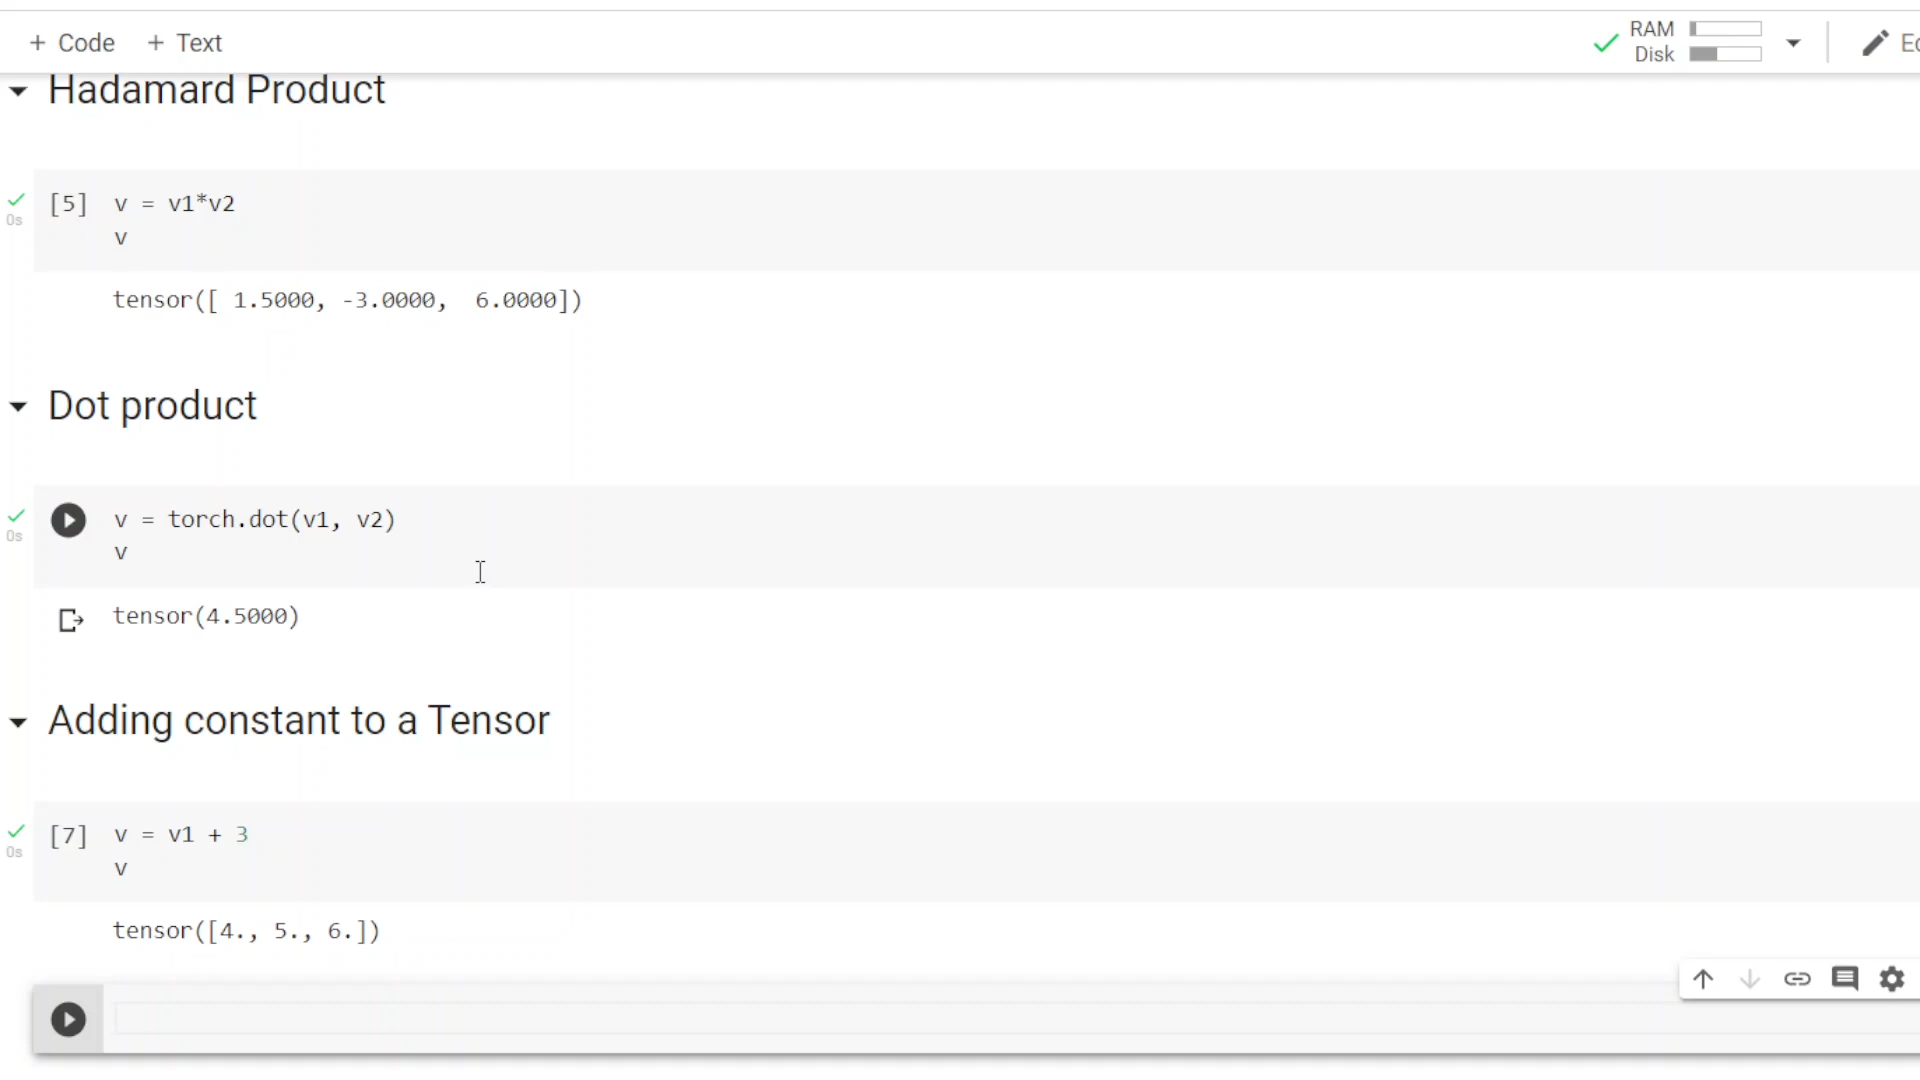 + Code + Text
RAM
Disk
Hadamard Product
[5] v = v1*v2
v
0s
tensor([ 1.5000, -3.0000,  6.0000])
Dot product
v = torch.dot(v1, v2)
0s
v
tensor(4.5000)
Adding constant to a Tensor
[7] v = v1 + 3
0s
v
tensor([4., 5., 6.])